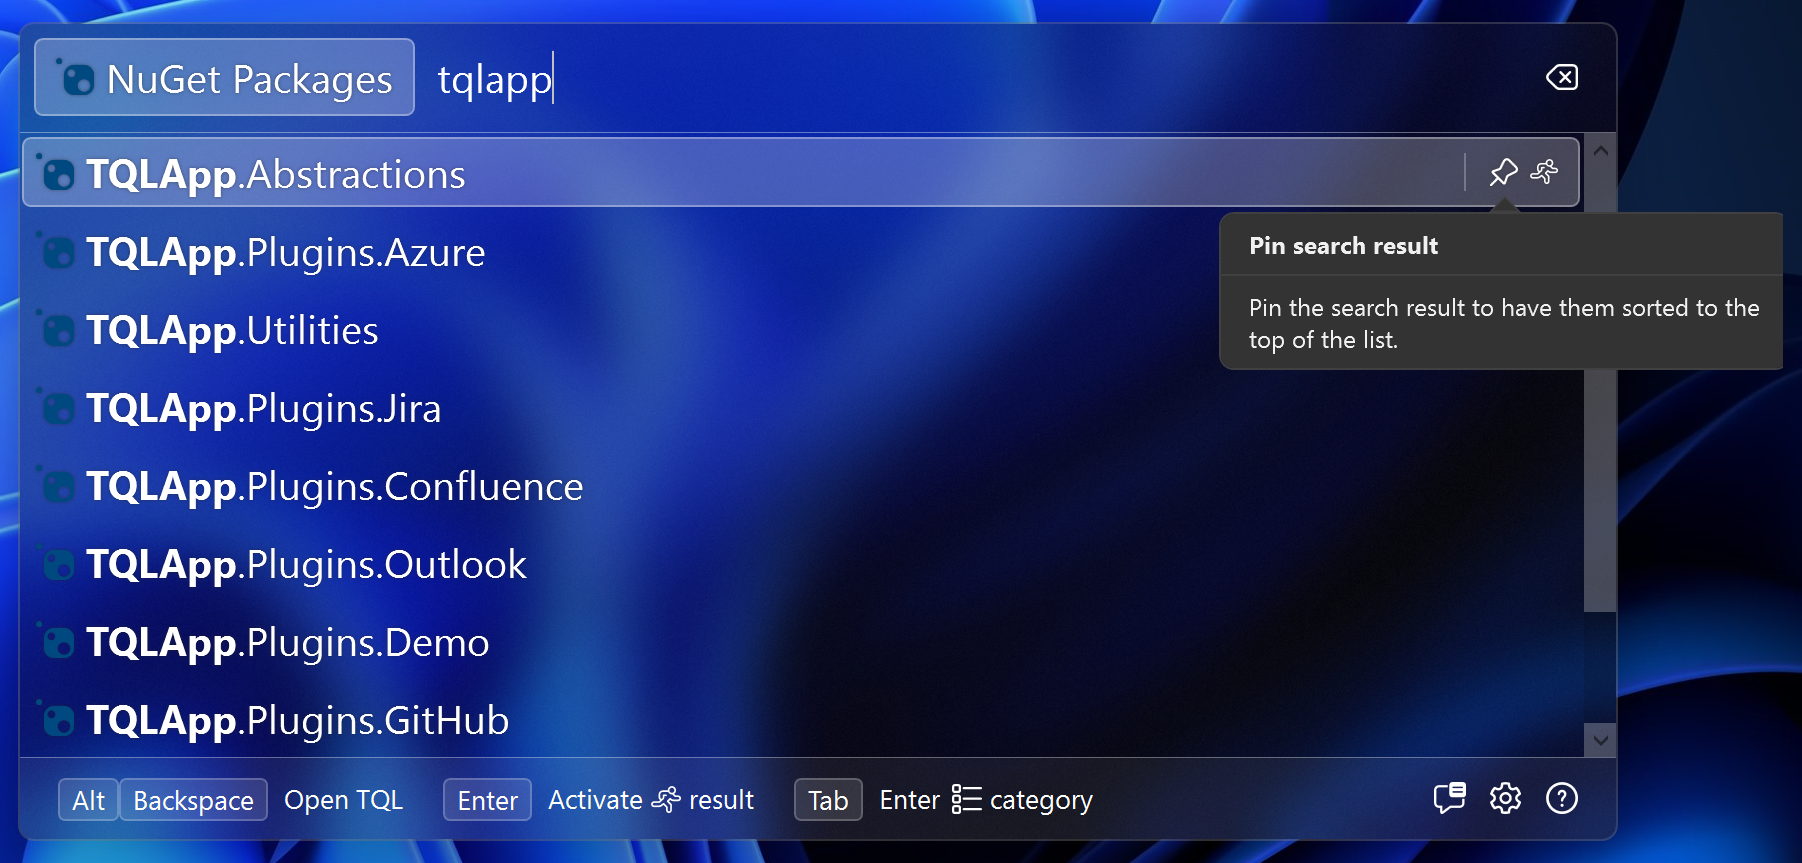 NuGet Packages tqlapp
TQLApp.Abstractions
Pin search result
Pin the search result to have them sorted to the
top of the list.
TQLApp.Plugins.Azure
TQLApp.Utilities
TQLApp.Plugins.Jira
TQLApp.Plugins.Confluence
TQLApp.Plugins.Outlook
TQLApp.Plugins.Demo
TQLApp.Plugins.GitHub
Alt Backspace Open TQL Enter Activate result Tab Enter category